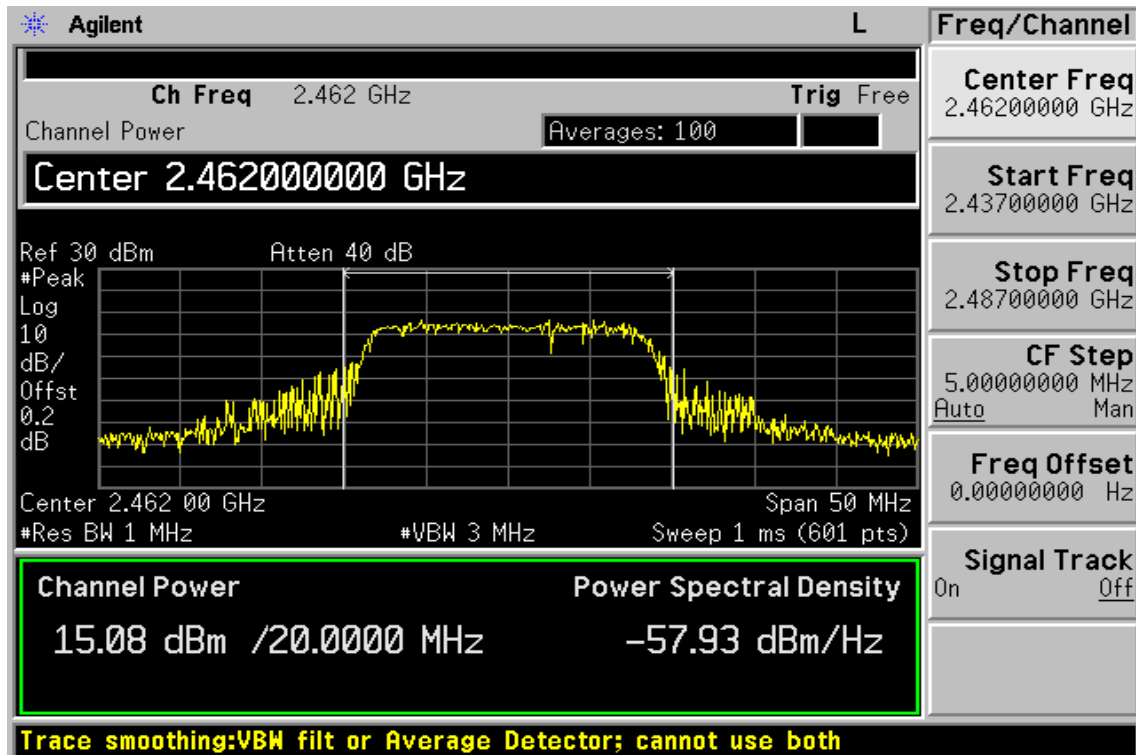 Agilent
L
Freq/Channel
Ch Freq 2.462 GHz
Trig Free
Channel Power
Averages: 100
Center 2.462000000 GHz
Ref 30 dBm
Atten 40 dB
#Peak
Log
10
dB/
Offst
0.2
dB
Center 2.462 00 GHz
Span 50 MHz
#Res BW 1 MHz
#VBW 3 MHz
Sweep 1 ms (601 pts)
Channel Power
Power Spectral Density
15.08 dBm /20.0000 MHz
-57.93 dBm/Hz
Trace smoothing:VBW filt or Average Detector; cannot use both
Center Freq
2.46200000 GHz
Start Freq
2.43700000 GHz
Stop Freq
2.48700000 GHz
CF Step
5.00000000 MHz
Auto Man
Freq Offset
0.00000000 Hz
Signal Track
On Off